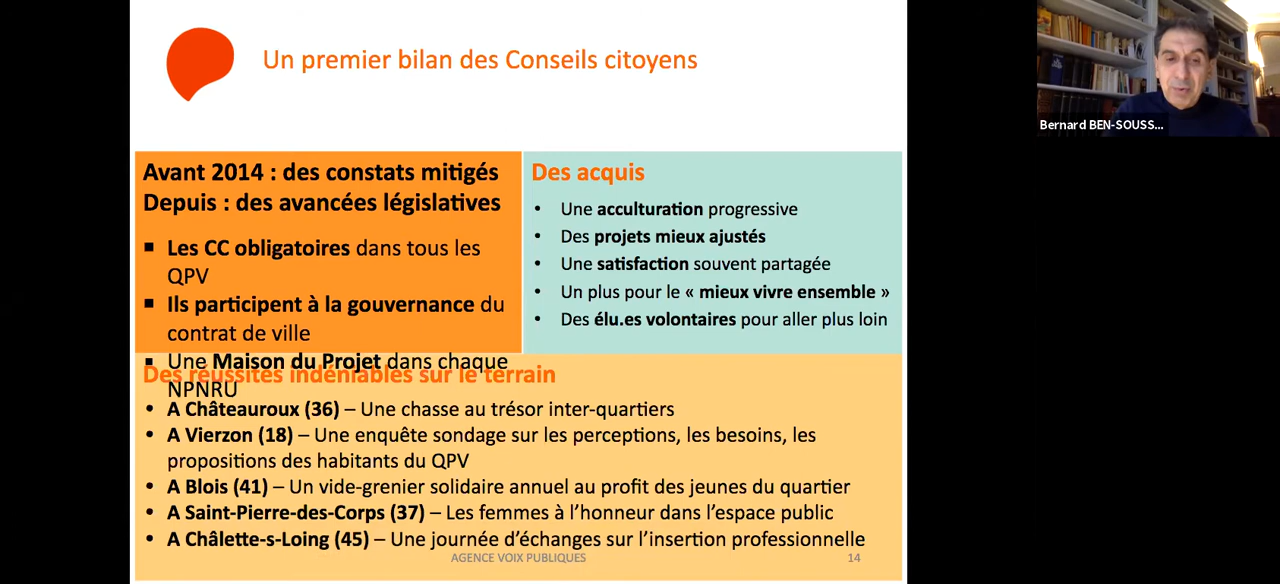 Un premier bilan des Conseils citoyens
Bernard BEN-SOUSS...
Avant 2014 : des constats mitigés
Depuis : des avancées législatives
▪ Les CC obligatoires dans tous les
QPV
▪ Ils participent à la gouvernance du
contrat de ville
▪ Une Maison du Projet dans chaque
NPNRU
Des acquis
• Une acculturation progressive
• Des projets mieux ajustés
• Une satisfaction souvent partagée
• Un plus pour le « mieux vivre ensemble »
• Des élu.es volontaires pour aller plus loin
Des réussites indéniables sur le terrain
• A Châteauroux (36) – Une chasse au trésor inter-quartiers
• A Vierzon (18) – Une enquête sondage sur les perceptions, les besoins, les
propositions des habitants du QPV
• A Blois (41) – Un vide-grenier solidaire annuel au profit des jeunes du quartier
• A Saint-Pierre-des-Corps (37) – Les femmes à l'honneur dans l'espace public
• A Châlette-s-Loing (45) – Une journée d'échanges sur l'insertion professionnelle
AGENCE VOIX PUBLIQUES
14